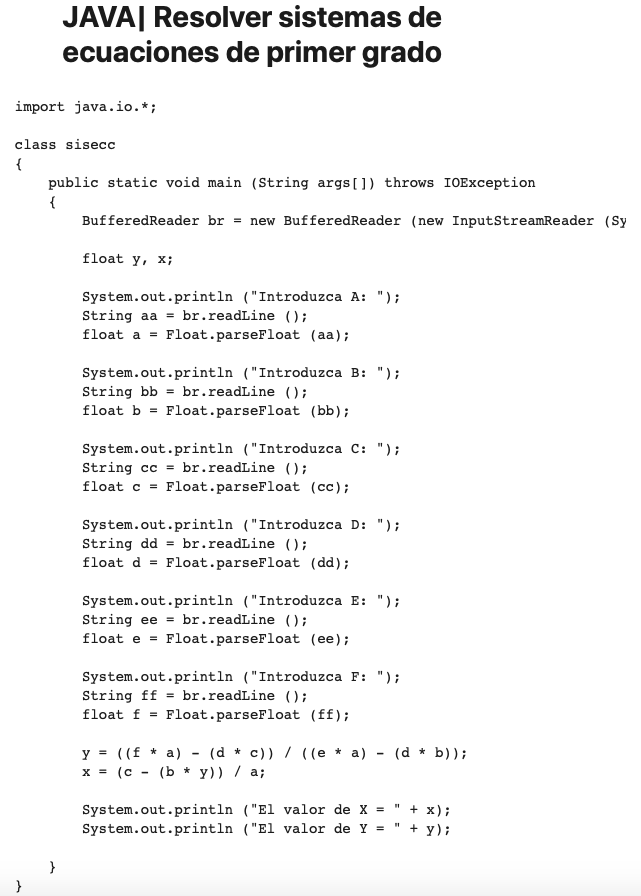 JAVA| Resolver sistemas de
ecuaciones de primer grado
import java.io.*;
class sisecc
{
public static void main (String args[]) throws IOException
{
BufferedReader br = new BufferedReader (new InputStreamReader (Sy
float y, x;
System.out.println ("Introduzca A: ");
String aa = br.readLine ();
float a = Float.parseFloat (aa);
System.out.println ("Introduzca B: ");
String bb = br.readLine ();
float b = Float.parseFloat (bb);
System.out.println ("Introduzca C: ");
String cc = br.readLine ();
float c = Float.parseFloat (cc);
System.out.println ("Introduzca D: ");
String dd = br.readLine ();
float d = Float.parseFloat (dd);
System.out.println ("Introduzca E: ");
String ee = br.readLine ();
float e = Float.parseFloat (ee);
System.out.println ("Introduzca F: ");
String ff = br.readLine ();
float f = Float.parseFloat (ff);
y = ((f * a) - (d * c)) / ((e * a) - (d * b));
x = (c - (b * y)) / a;
System.out.println ("El valor de X = " + x);
System.out.println ("El valor de Y = " + y);
}
}